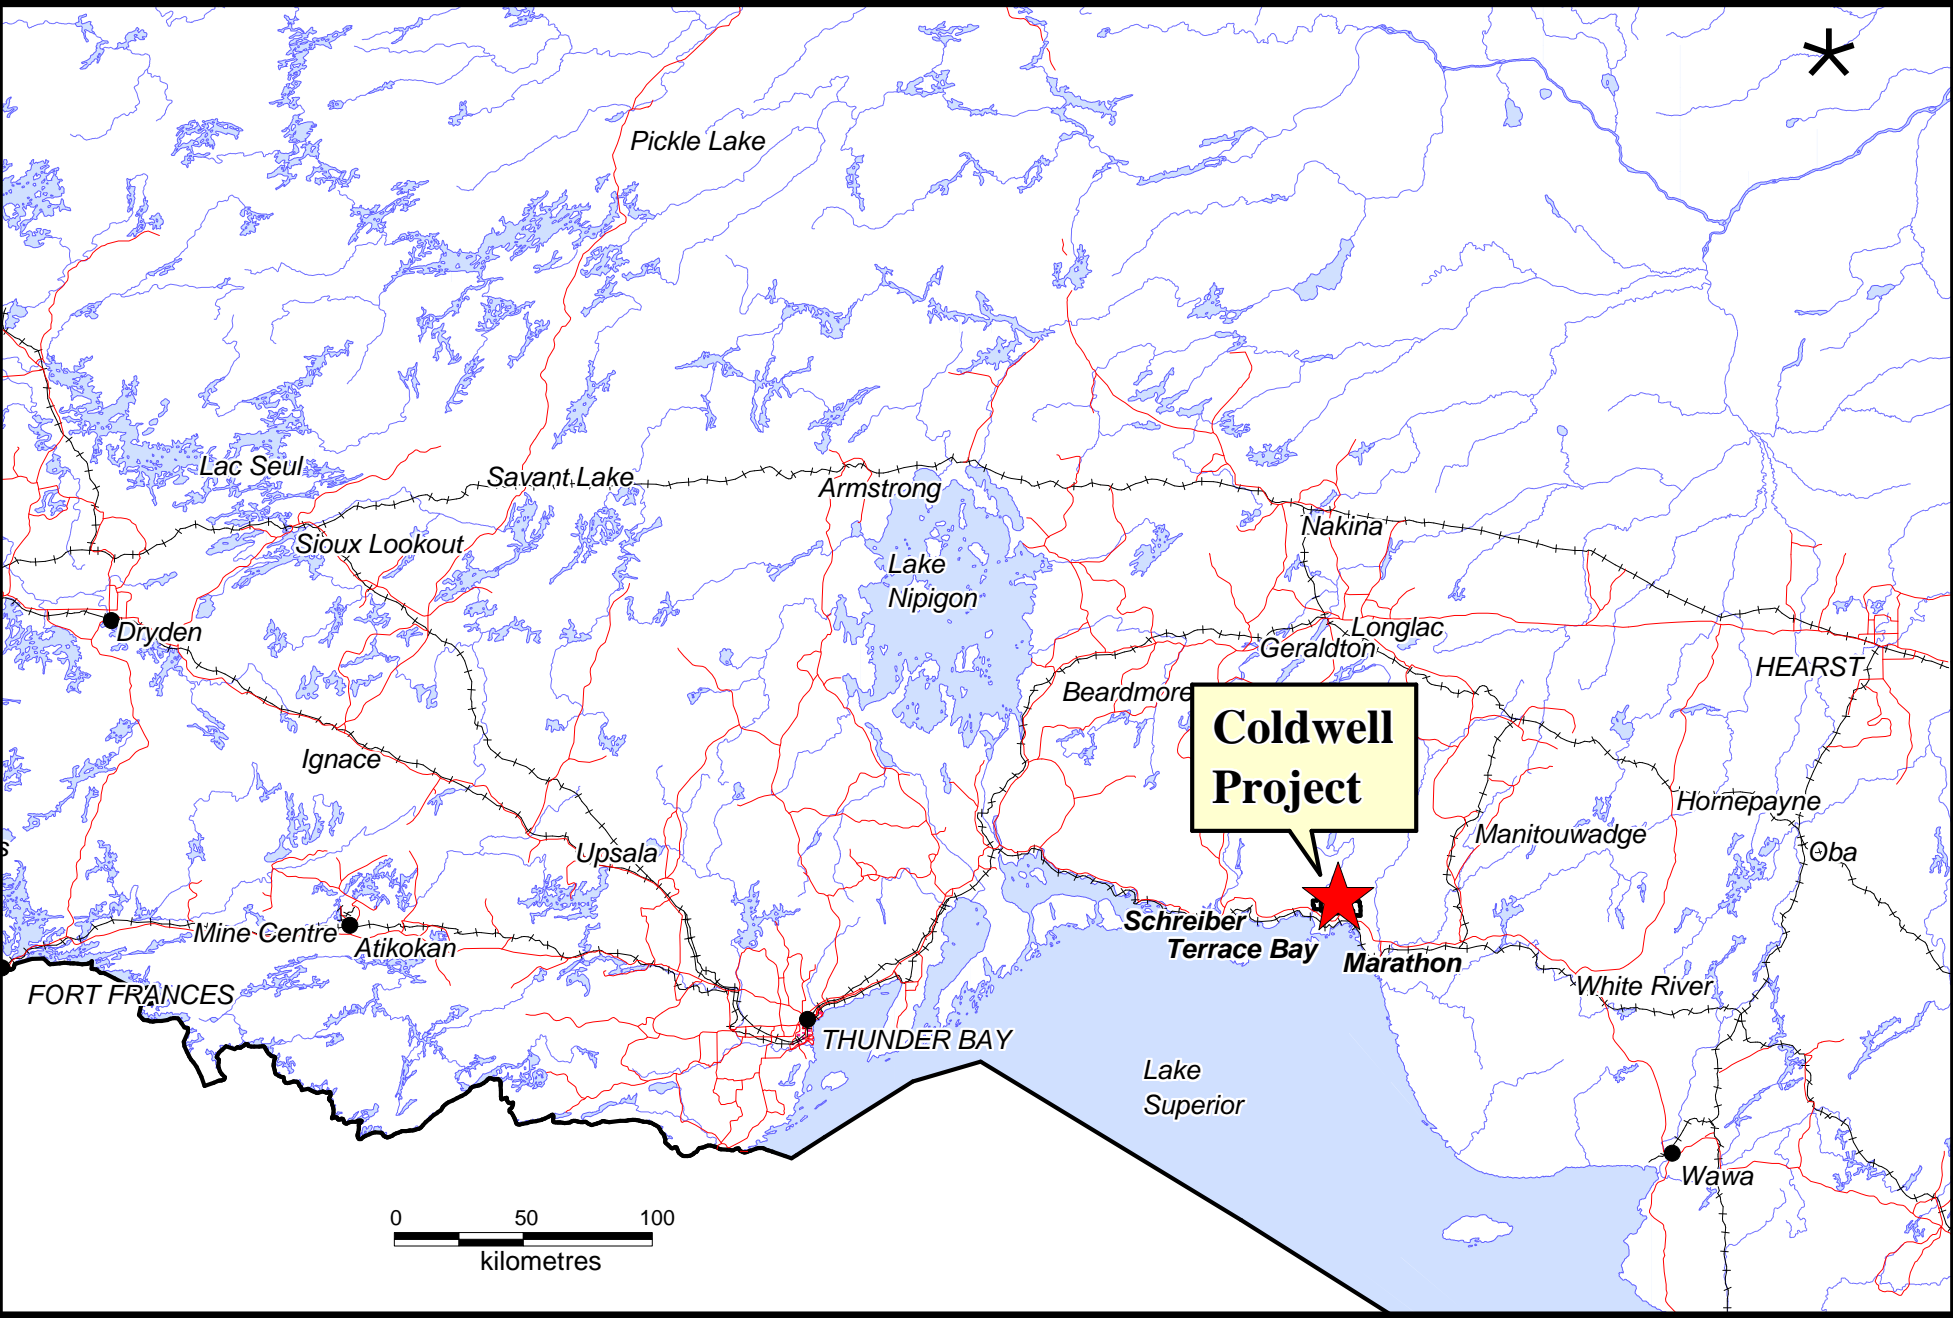 Pickle Lake
Lac Seul
Savant Lake
Armstrong
Nakina
Sioux Lookout
Lake
Nipigon
Dryden
Longlac
Geraldton
HEARST
Beardmore
Coldwell
Project
Ignace
Hornepayne
Manitouwadge
Oba
Upsala
s
Schreiber
Mine Centre
Atikokan
Terrace Bay
Marathon
White River
FORT FRANCES
THUNDER BAY
Lake
Superior
Wawa
0 50 100
kilometres